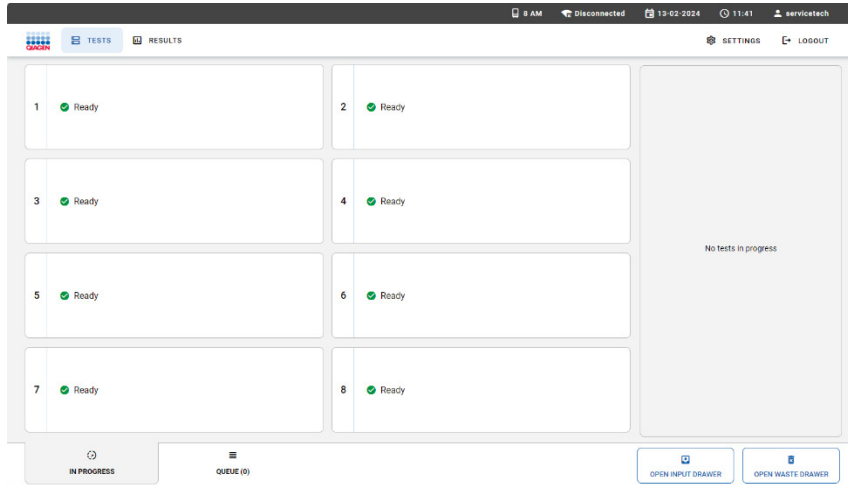 8 AM Disconnected 13-02-2024 11:41 servicetech
QIAGEN TESTS RESULTS SETTINGS LOGOUT
1 Ready
2 Ready
3 Ready
4 Ready
No tests in progress
5 Ready
6 Ready
7 Ready
8 Ready
IN PROGRESS
QUEUE (0)
OPEN INPUT DRAWER
OPEN WASTE DRAWER